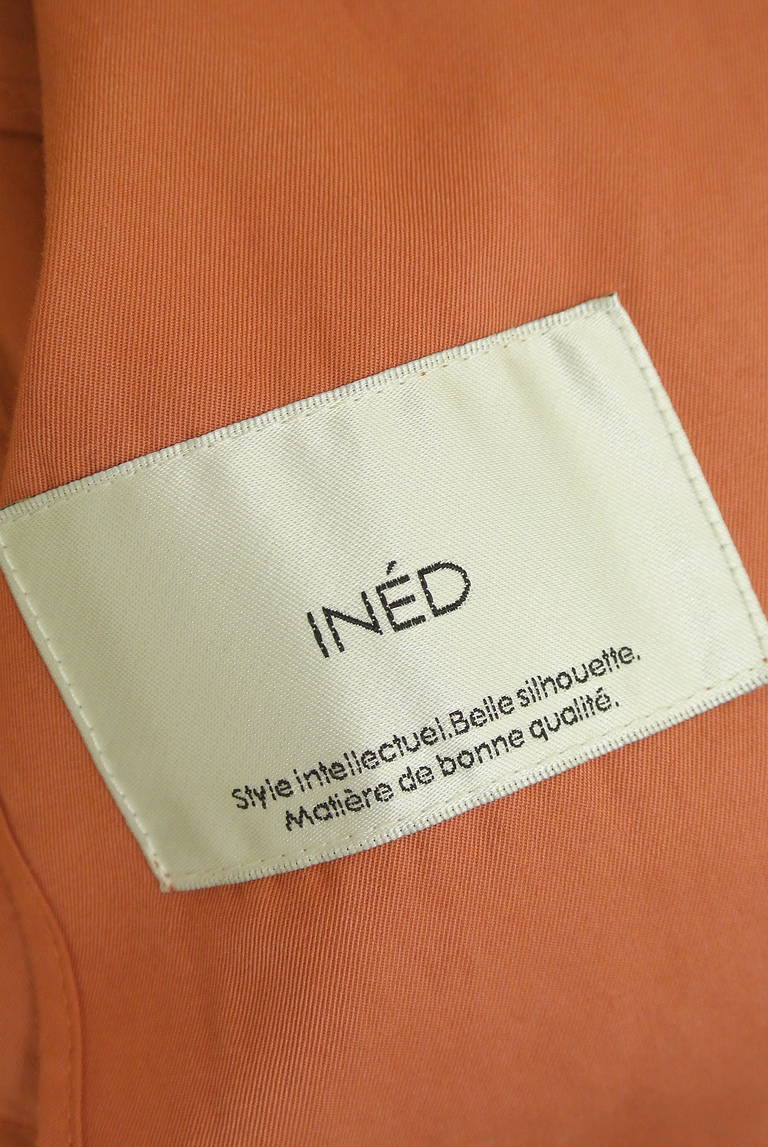 INÉD
Style intellectuel.Belle silhouette.
Matière de bonne qualité.